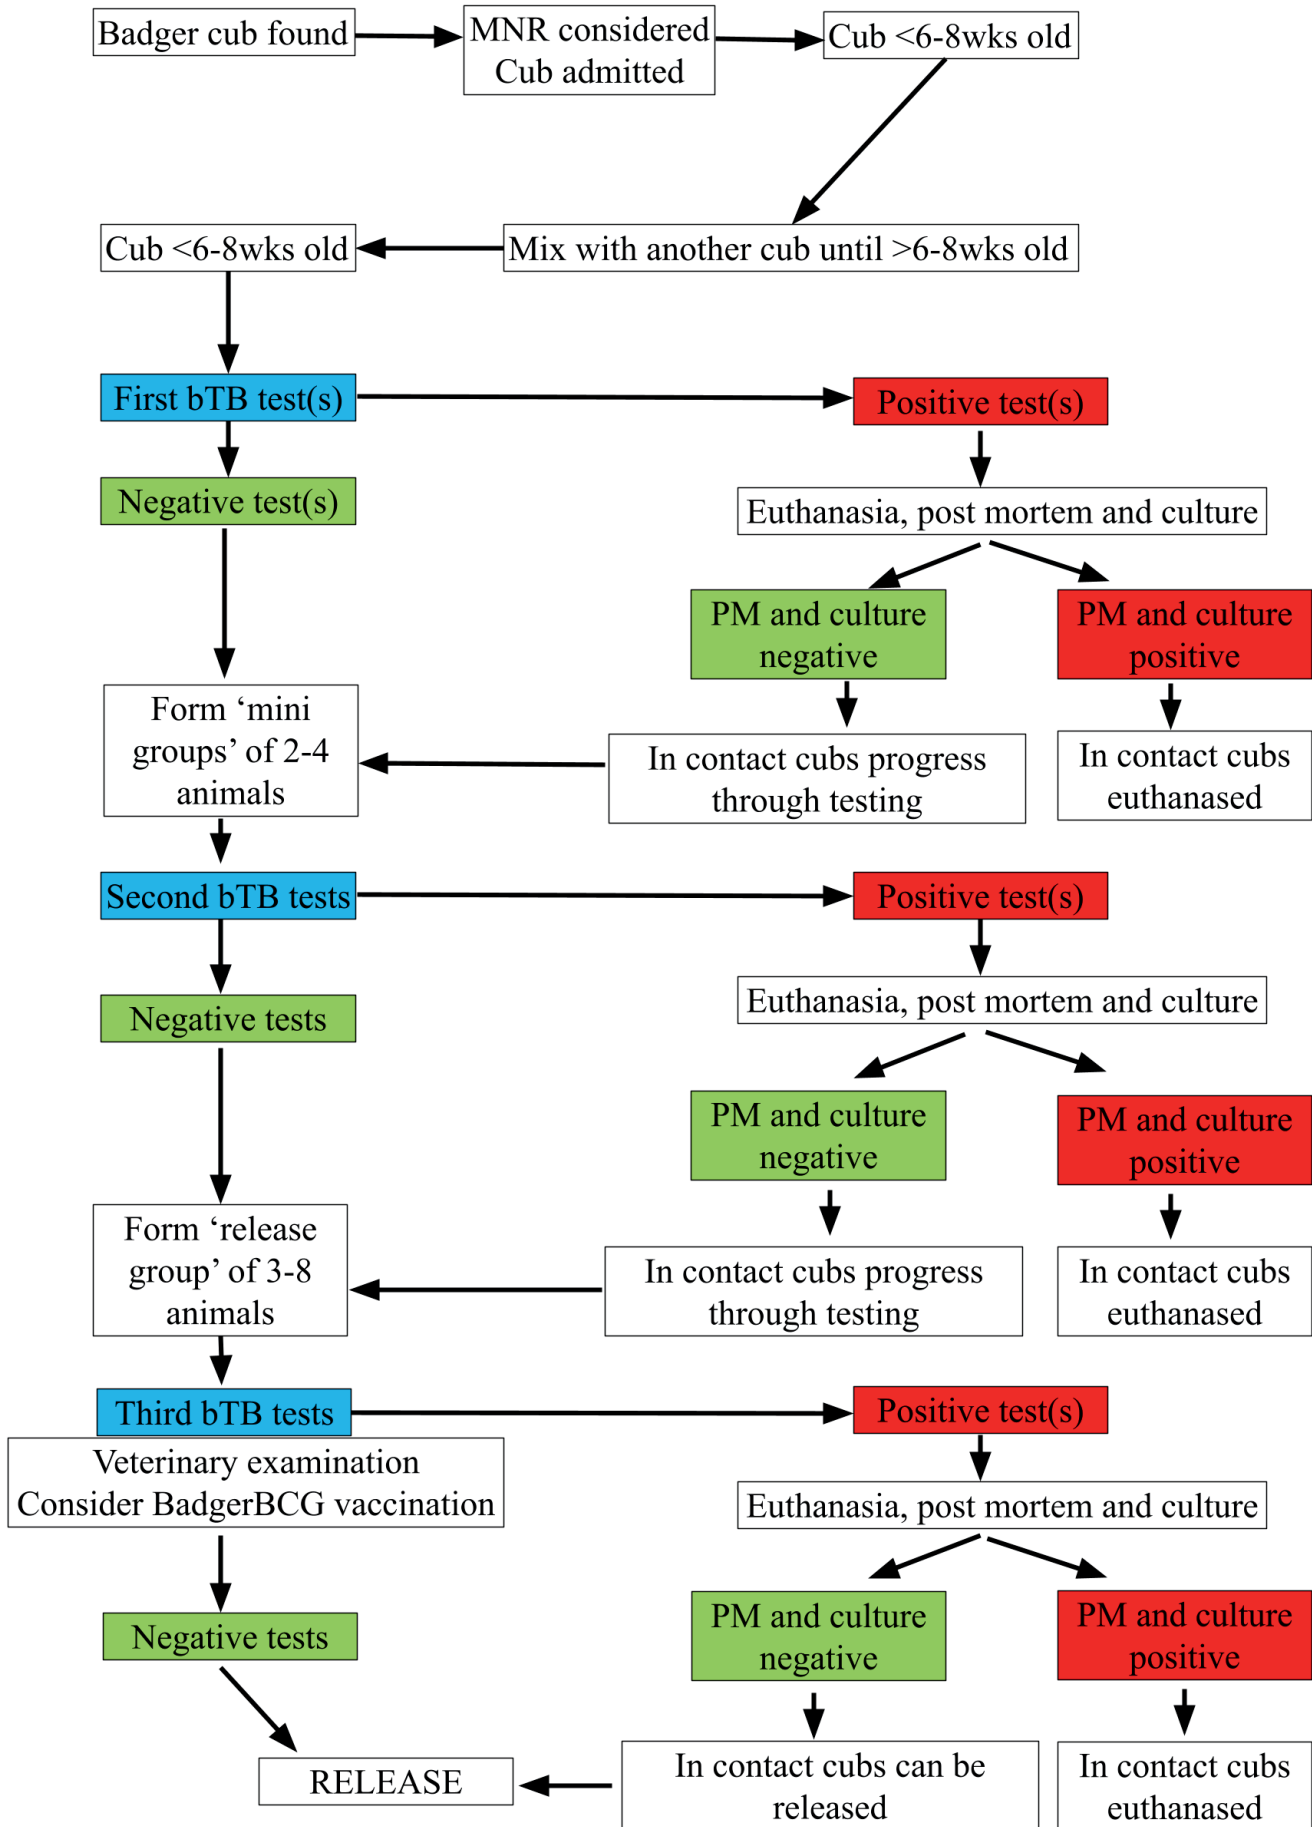 Badger cub found
MNR considered
Cub admitted
Cub <6-8wks old
Cub <6-8wks old
Mix with another cub until >6-8wks old
First bTB test(s)
Positive test(s)
Negative test(s)
Euthanasia, post mortem and culture
PM and culture
negative
PM and culture
positive
Form ‘mini
groups’ of 2-4
animals
In contact cubs progress
through testing
In contact cubs
euthanased
Second bTB tests
Positive test(s)
Negative tests
Euthanasia, post mortem and culture
PM and culture
negative
PM and culture
positive
Form ‘release
group’ of 3-8
animals
In contact cubs progress
through testing
In contact cubs
euthanased
Third bTB tests
Positive test(s)
Veterinary examination
Consider BadgerBCG vaccination
Euthanasia, post mortem and culture
Negative tests
PM and culture
negative
PM and culture
positive
RELEASE
In contact cubs can be
released
In contact cubs
euthanased